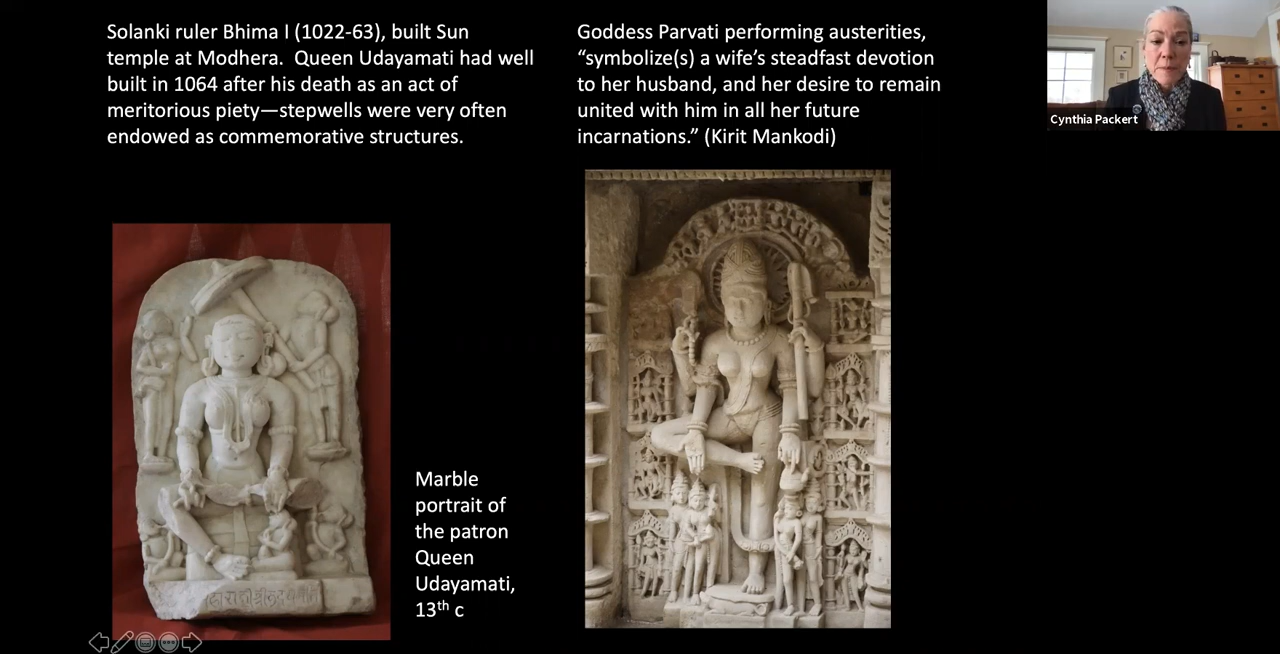 Solanki ruler Bhima I (1022-63), built Sun
temple at Modhera.  Queen Udayamati had well
built in 1064 after his death as an act of
meritorious piety—stepwells were very often
endowed as commemorative structures.
Goddess Parvati performing austerities,
“symbolize(s) a wife’s steadfast devotion
to her husband, and her desire to remain
united with him in all her future
incarnations.” (Kirit Mankodi)
Cynthia Packert
Marble
portrait of
the patron
Queen
Udayamati,
13th c